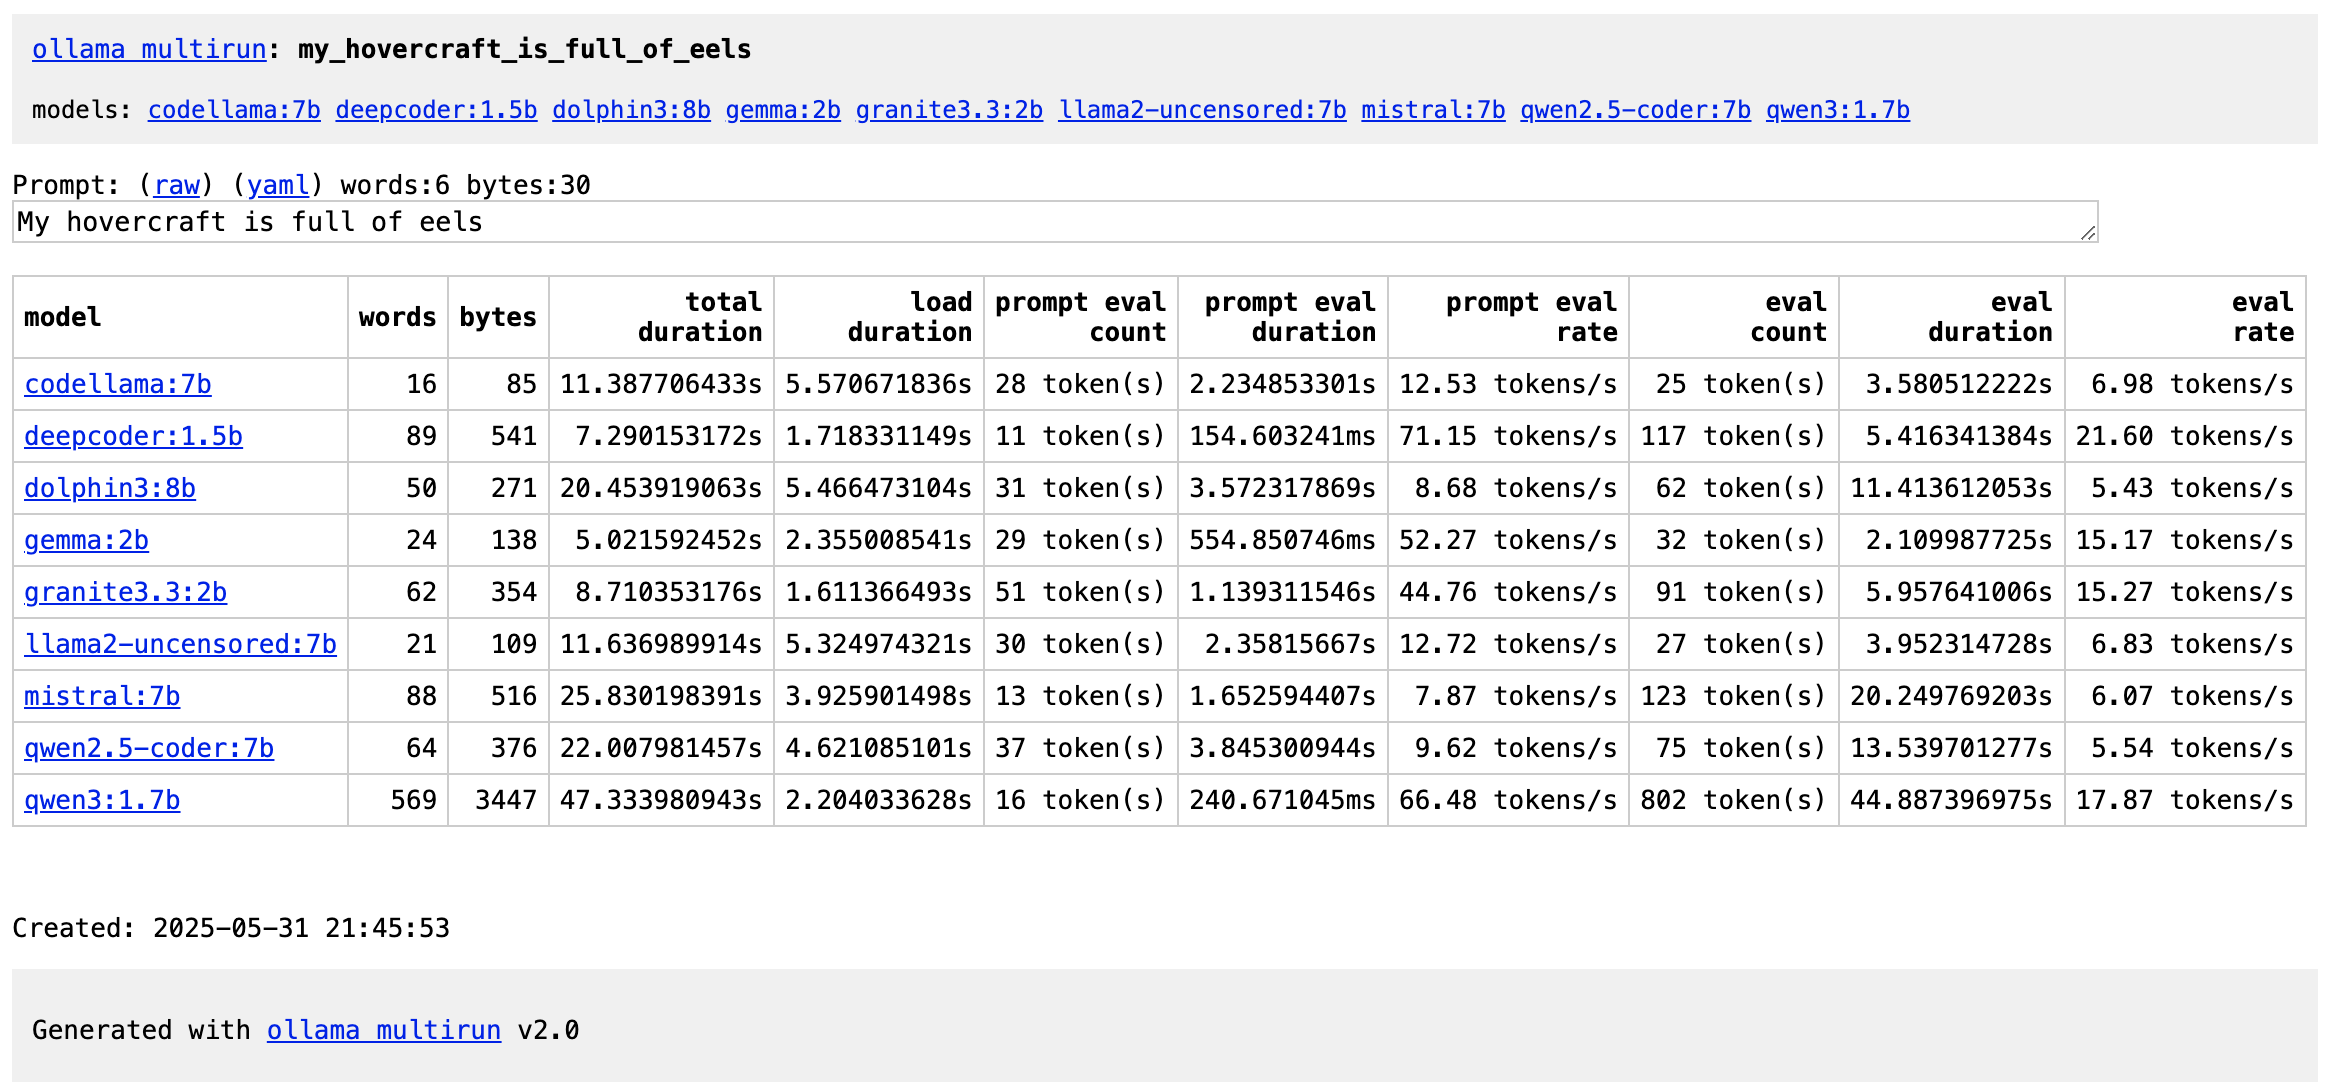 ollama multirun: my_hovercraft_is_full_of_eels
models: codellama:7b deepcoder:1.5b dolphin3:8b gemma:2b granite3.3:2b llama2-uncensored:7b mistral:7b qwen2.5-coder:7b qwen3:1.7b
Prompt: (raw) (yaml) words:6 bytes:30
My hovercraft is full of eels
model words bytes total duration load duration prompt eval count prompt eval duration prompt eval rate eval count eval duration eval rate
codellama:7b 16 85 11.387706433s 5.570671836s 28 token(s) 2.234853301s 12.53 tokens/s 25 token(s) 3.580512222s 6.98 tokens/s
deepcoder:1.5b 89 541 7.290153172s 1.718331149s 11 token(s) 154.603241ms 71.15 tokens/s 117 token(s) 5.416341384s 21.60 tokens/s
dolphin3:8b 50 271 20.453919063s 5.466473104s 31 token(s) 3.572317869s 8.68 tokens/s 62 token(s) 11.413612053s 5.43 tokens/s
gemma:2b 24 138 5.021592452s 2.355008541s 29 token(s) 554.850746ms 52.27 tokens/s 32 token(s) 2.109987725s 15.17 tokens/s
granite3.3:2b 62 354 8.710353176s 1.611366493s 51 token(s) 1.139311546s 44.76 tokens/s 91 token(s) 5.957641006s 15.27 tokens/s
llama2-uncensored:7b 21 109 11.636989914s 5.324974321s 30 token(s) 2.35815667s 12.72 tokens/s 27 token(s) 3.952314728s 6.83 tokens/s
mistral:7b 88 516 25.830198391s 3.925901498s 13 token(s) 1.652594407s 7.87 tokens/s 123 token(s) 20.249769203s 6.07 tokens/s
qwen2.5-coder:7b 64 376 22.007981457s 4.621085101s 37 token(s) 3.845300944s 9.62 tokens/s 75 token(s) 13.539701277s 5.54 tokens/s
qwen3:1.7b 569 3447 47.333980943s 2.204033628s 16 token(s) 240.671045ms 66.48 tokens/s 802 token(s) 44.887396975s 17.87 tokens/s
Created: 2025-05-31 21:45:53
Generated with ollama multirun v2.0